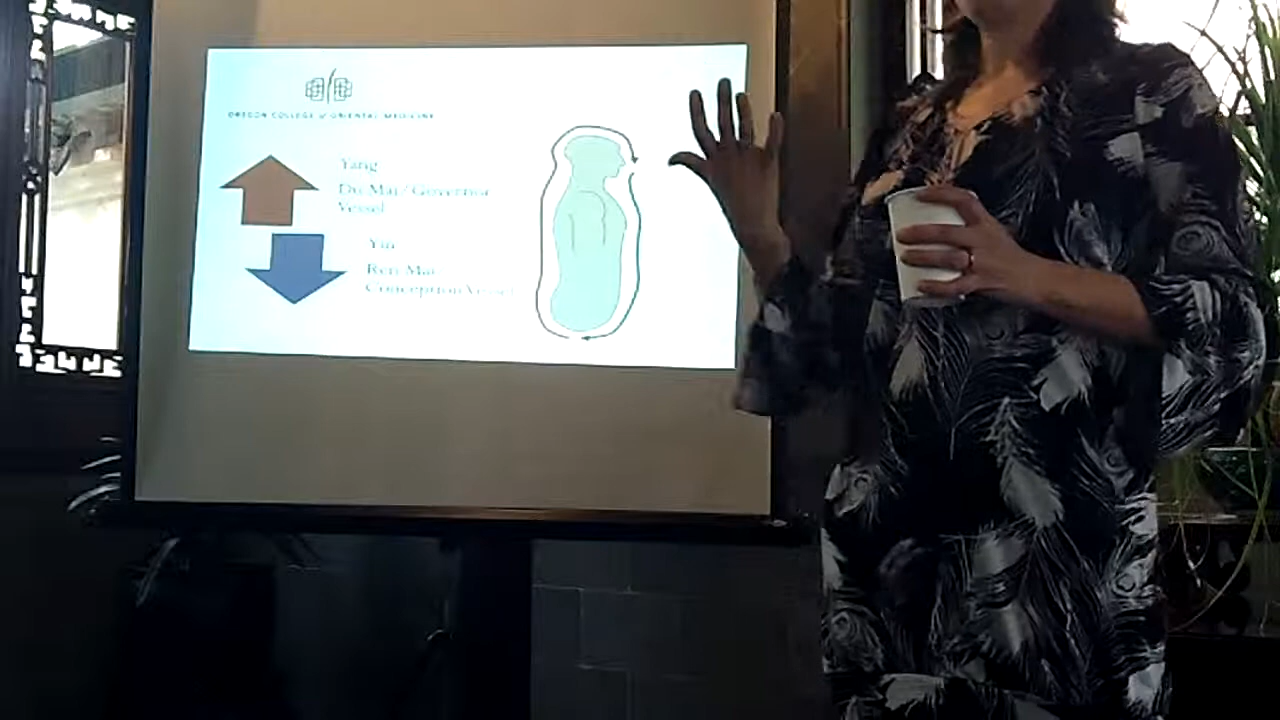 OREGON COLLEGE of ORIENTAL MEDICINE
Yang
Du Mai / Governor
Vessel
Yin
Ren Mai
Conception Vessel